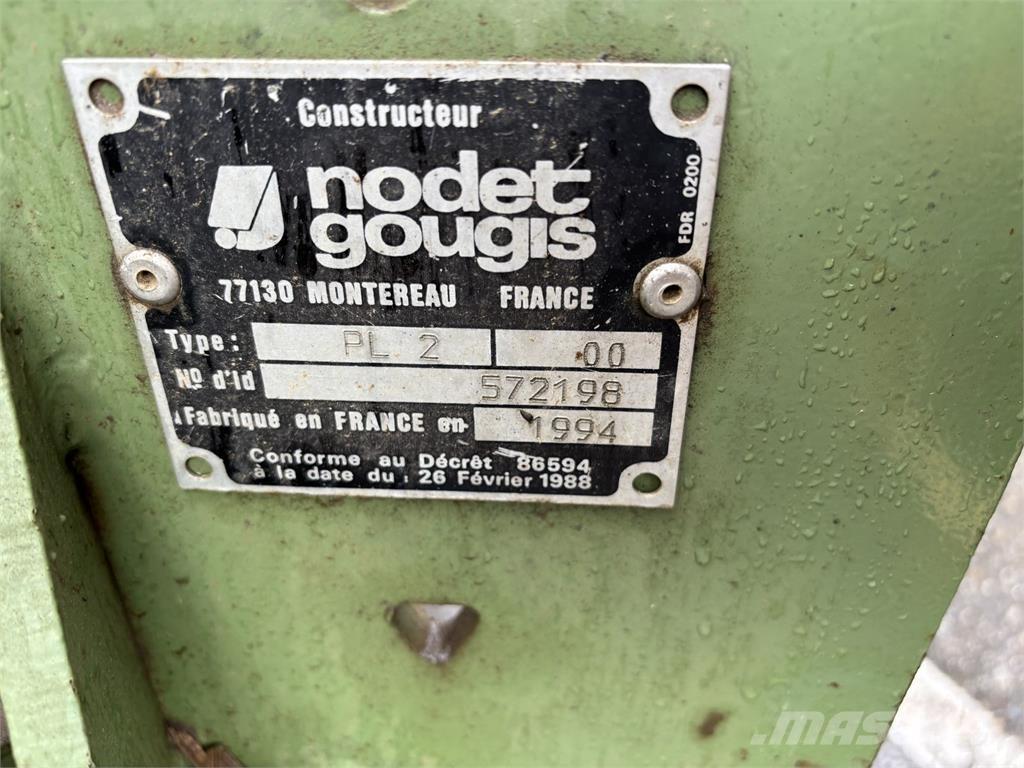 Constructeur
nodet
gougis
77130 MONTEREAU FRANCE
FDR 0200
Type: PL 2 00
Nº d'id 572198
Fabriqué en FRANCE en 1994
Conforme au Décrêt 86594
à la date du: 26 Février 1988